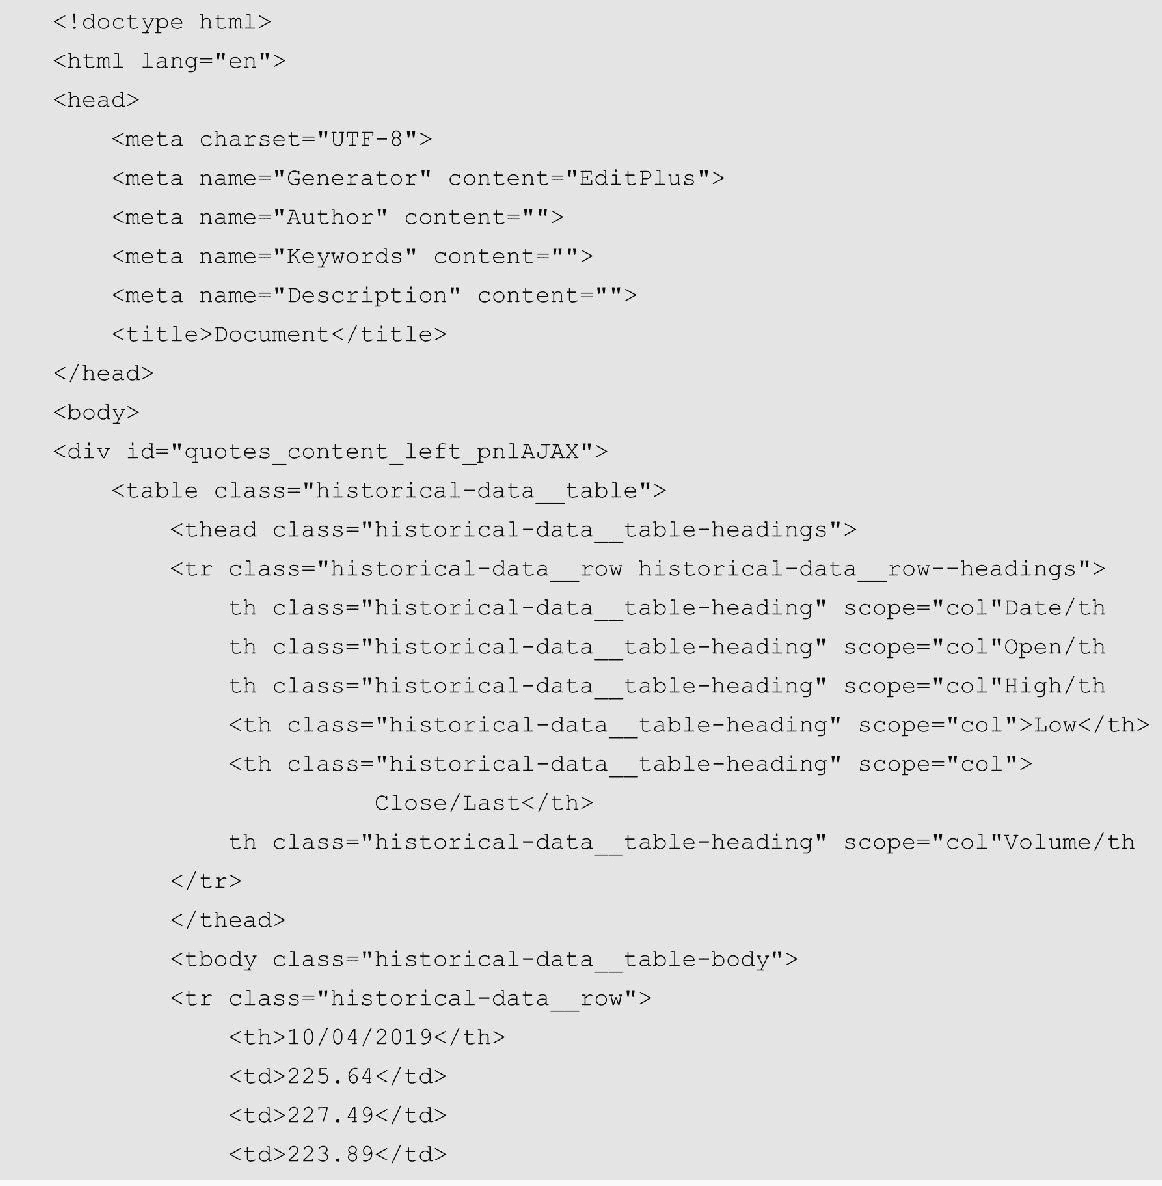 <!doctype html>
<html lang="en">
<head>
    <meta charset="UTF-8">
    <meta name="Generator" content="EditPlus">
    <meta name="Author" content="">
    <meta name="Keywords" content="">
    <meta name="Description" content="">
    <title>Document</title>
</head>
<body>
<div id="quotes_content_left_pnlAJAX">
    <table class="historical-data__table">
        <thead class="historical-data__table-headings">
        <tr class="historical-data__row historical-data__row--headings">
            th class="historical-data__table-heading" scope="col"Date/th
            th class="historical-data__table-heading" scope="col"Open/th
            th class="historical-data__table-heading" scope="col"High/th
            <th class="historical-data__table-heading" scope="col">Low</th>
            <th class="historical-data__table-heading" scope="col">
                      Close/Last</th>
            th class="historical-data__table-heading" scope="col"Volume/th
        </tr>
        </thead>
        <tbody class="historical-data__table-body">
        <tr class="historical-data__row">
            <th>10/04/2019</th>
            <td>225.64</td>
            <td>227.49</td>
            <td>223.89</td>